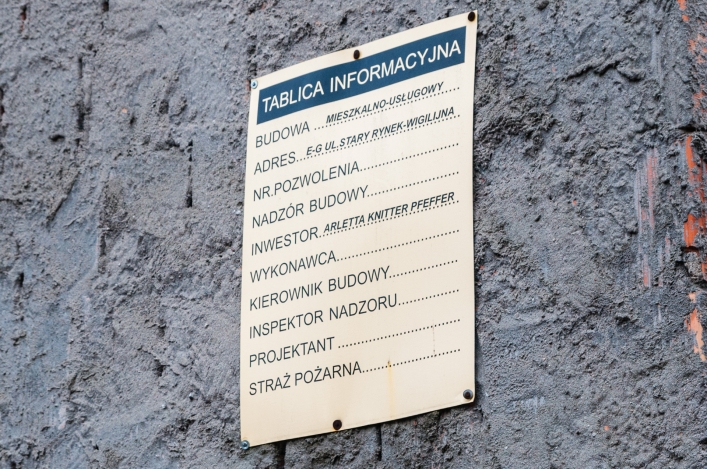 TABLICA INFORMACYJNA
BUDOWA ...MIESZKALNO-USŁUGOWY
ADRES...E-G UL.STARY RYNEK-WIGILIJNA
NR.POZWOLENIA...................
NADZÓR BUDOWY.................
INWESTOR..ARLETTA KNITTER PFEFFER
WYKONAWCA.......................
KIEROWNIK BUDOWY.............
INSPEKTOR NADZORU...........
PROJEKTANT .......................
STRAŻ POŻARNA...................